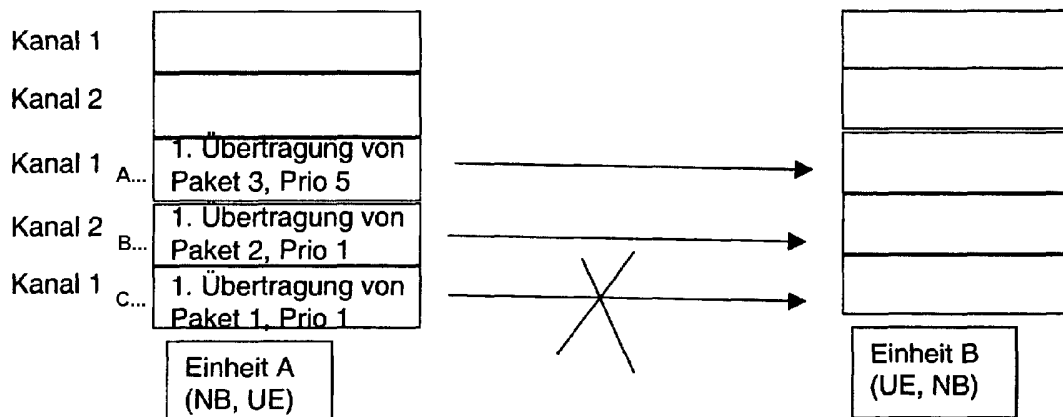 Kanal 1
Kanal 2
Kanal 1 A... 1. Übertragung von
Paket 3, Prio 5
Kanal 2 B... 1. Übertragung von
Paket 2, Prio 1
Kanal 1 C... 1. Übertragung von
Paket 1, Prio 1
Einheit A
(NB, UE)
Einheit B
(UE, NB)